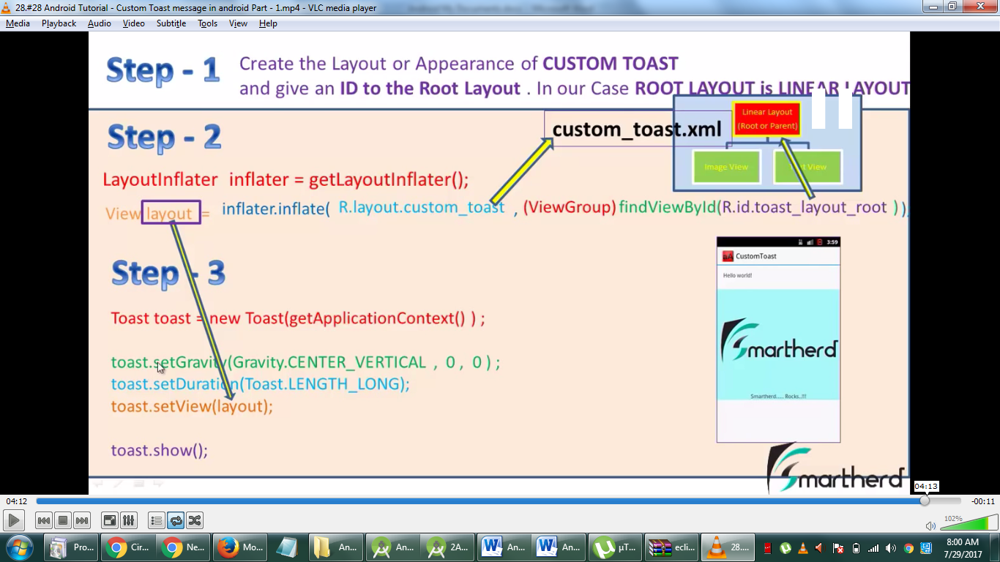 28.#28 Android Tutorial - Custom Toast message in android Part - 1.mp4 - VLC media player
Media Playback Audio Video Subtitle Tools View Help
Step - 1
Create the Layout or Appearance of CUSTOM TOAST
and give an ID to the Root Layout . In our Case ROOT LAYOUT is LINEAR LAYOUT
Step - 2
custom_toast.xml
Linear Layout
(Root or Parent)
Image View
Text View
LayoutInflater inflater = getLayoutInflater();
View layout = inflater.inflate( R.layout.custom_toast , (ViewGroup) findViewById(R.id.toast_layout_root ) );
3:59
CustomToast
Hello world!
Smartherd
Smartherd..... Rocks..!!!
Step - 3
Toast toast = new Toast(getApplicationContext() ) ;
toast.setGravity(Gravity.CENTER_VERTICAL , 0 , 0 ) ;
toast.setDuration(Toast.LENGTH_LONG);
toast.setView(layout);
toast.show();
Smartherd
04:13
04:12
-00:11
102%
Pro... Cir... Ne... Mo... An... An... 2A... An... An... µT... ecli... 28....
8:00 AM
7/29/2017